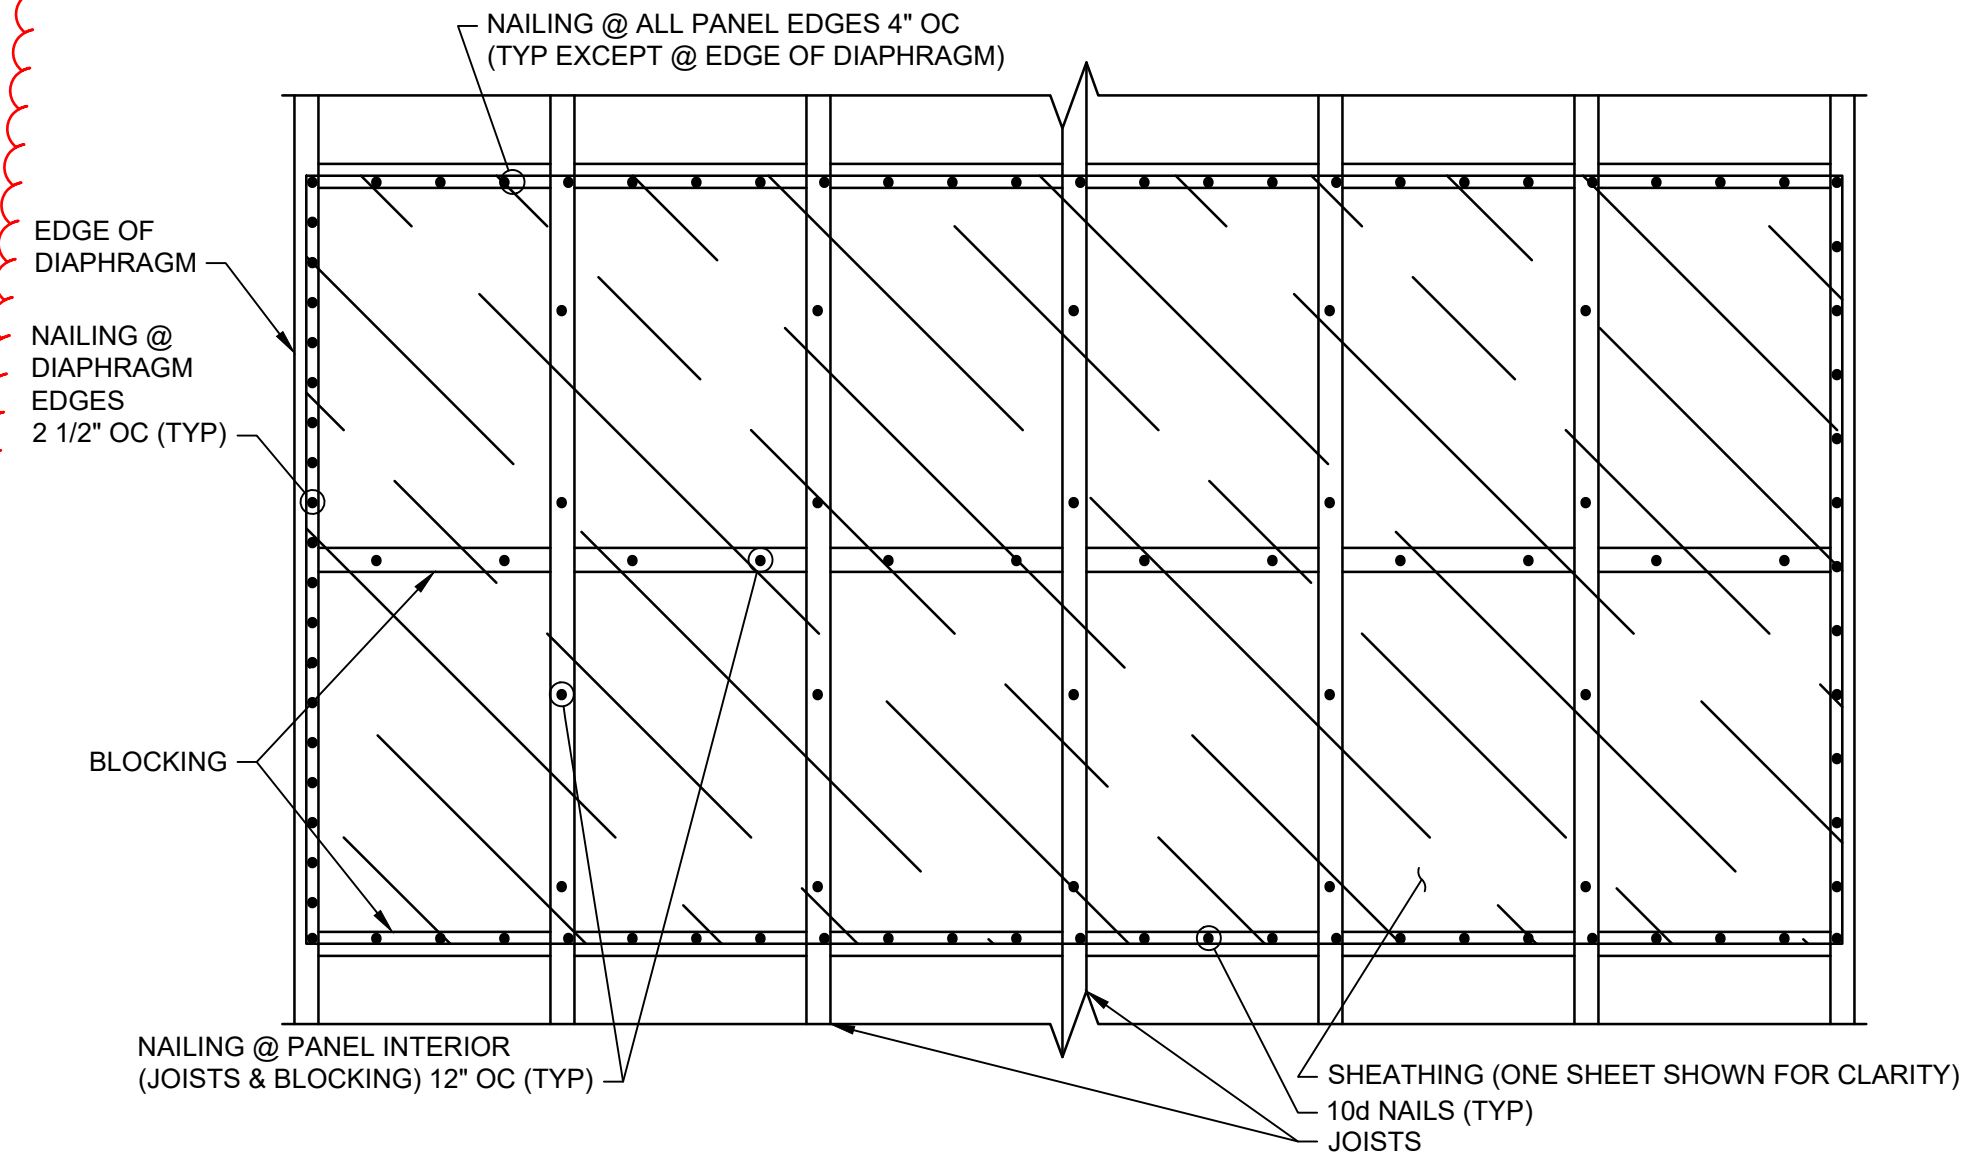 NAILING @ ALL PANEL EDGES 4" OC
(TYP EXCEPT @ EDGE OF DIAPHRAGM)
EDGE OF
DIAPHRAGM
NAILING @
DIAPHRAGM
EDGES
2 1/2" OC (TYP)
BLOCKING
NAILING @ PANEL INTERIOR
(JOISTS & BLOCKING) 12" OC (TYP)
SHEATHING (ONE SHEET SHOWN FOR CLARITY)
10d NAILS (TYP)
JOISTS